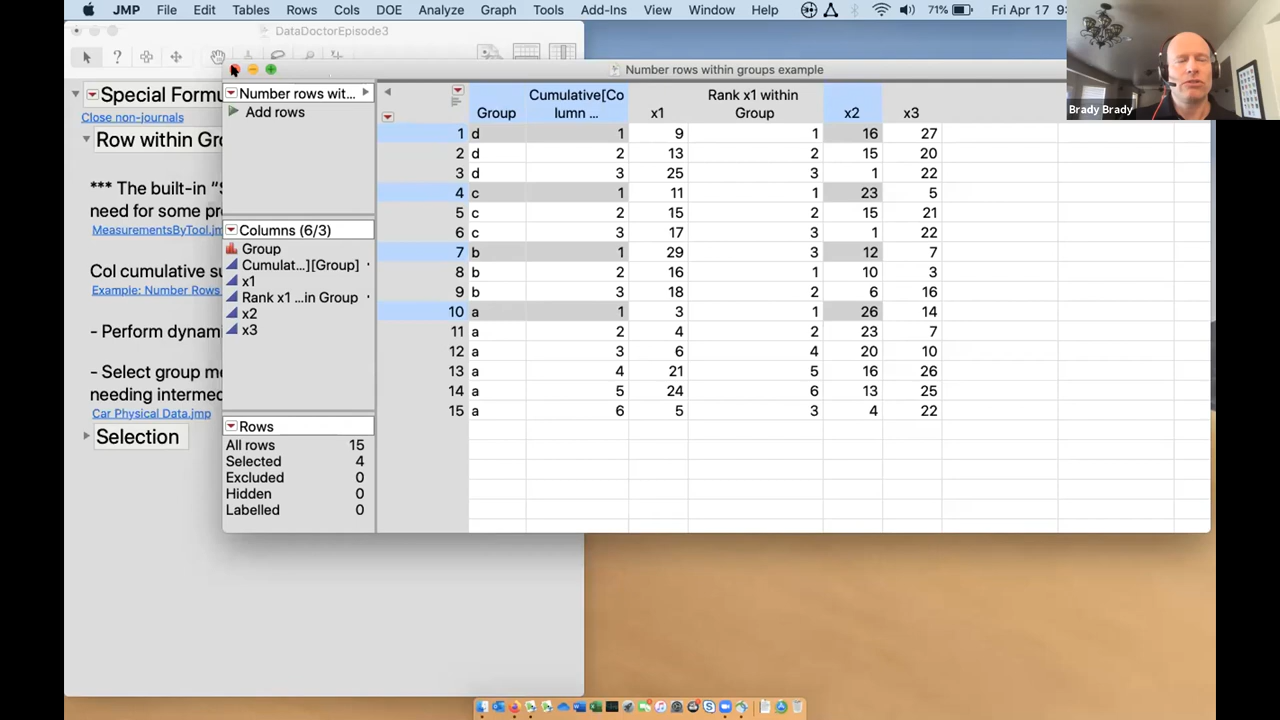 JMP File Edit Tables Rows Cols DOE Analyze Graph Tools Add-Ins View Window Help 71% Fri Apr 17 9:
DataDoctorEpisode3
Number rows within groups example
Brady Brady
Special Formu
Close non-journals
Row within Gro
*** The built-in "S
need for some pr
MeasurementsByTool.jm
Col cumulative su
Example: Number Rows
- Perform dynami
- Select group me
needing intermed
Car Physical Data.jmp
Selection
Number rows wit...
Add rows
Columns (6/3)
Group
Cumulat...][Group]
x1
Rank x1 ...in Group
x2
x3
Rows
All rows 15
Selected 4
Excluded 0
Hidden 0
Labelled 0
Cumulative[Co Rank x1 within
Group lumn ... x1 Group x2 x3
1 d 1 9 1 16 27
2 d 2 13 2 15 20
3 d 3 25 3 1 22
4 c 1 11 1 23 5
5 c 2 15 2 15 21
6 c 3 17 3 1 22
7 b 1 29 3 12 7
8 b 2 16 1 10 3
9 b 3 18 2 6 16
10 a 1 3 1 26 14
11 a 2 4 2 23 7
12 a 3 6 4 20 10
13 a 4 21 5 16 26
14 a 5 24 6 13 25
15 a 6 5 3 4 22